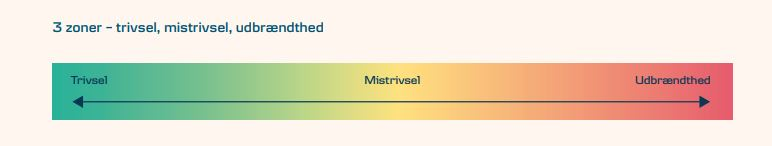 3 zoner – trivsel, mistrivsel, udbrændthed
Trivsel Mistrivsel Udbrændthed